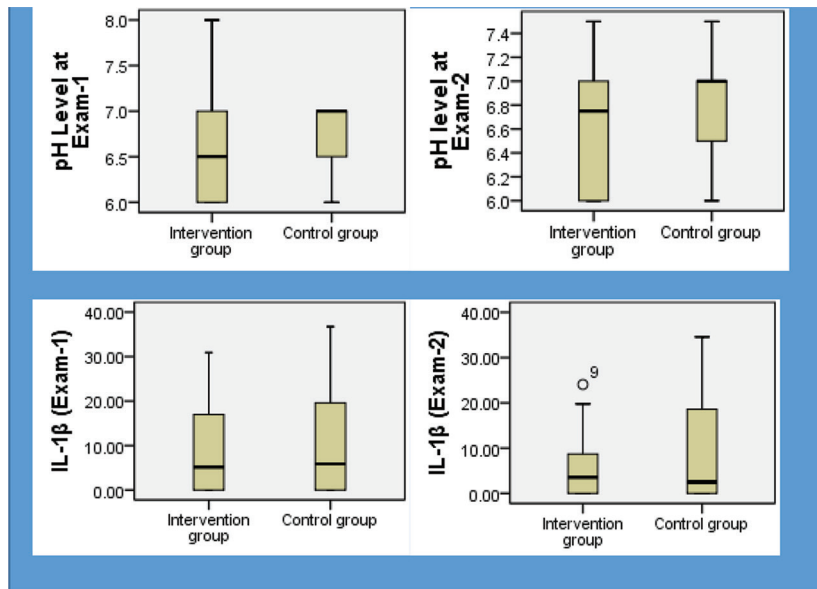 pH Level at
Exam-1
8.0
7.5
7.0
6.5
6.0
Intervention
group
Control group
pH level at
Exam-2
7.4
7.2
7.0
6.8
6.6
6.4
6.2
6.0
Intervention
group
Control group
IL-1β (Exam-1)
40.00
30.00
20.00
10.00
0.00
Intervention
group
Control group
IL-1β (Exam-2)
40.00
30.00
20.00
10.00
0.00
9
Intervention
group
Control group